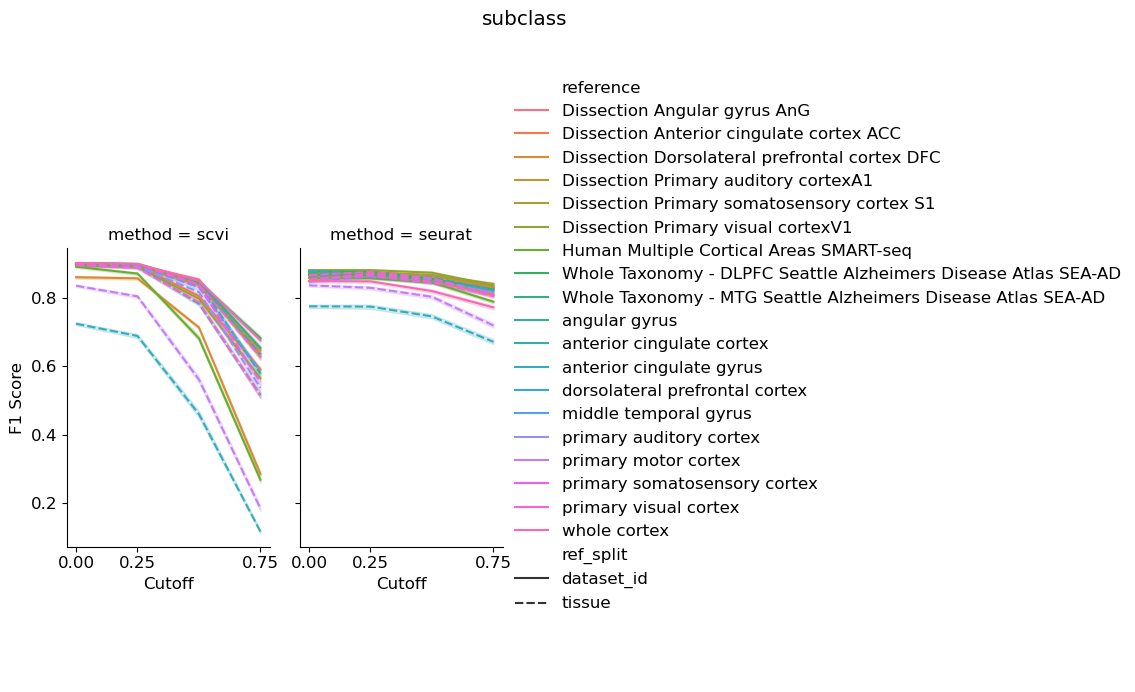 subclass
method = scvi
method = seurat
F1 Score
0.8
0.6
0.4
0.2
0.00
0.25
0.75
0.00
0.25
0.75
Cutoff
Cutoff
reference
Dissection Angular gyrus AnG
Dissection Anterior cingulate cortex ACC
Dissection Dorsolateral prefrontal cortex DFC
Dissection Primary auditory cortexA1
Dissection Primary somatosensory cortex S1
Dissection Primary visual cortexV1
Human Multiple Cortical Areas SMART-seq
Whole Taxonomy - DLPFC Seattle Alzheimers Disease Atlas SEA-AD
Whole Taxonomy - MTG Seattle Alzheimers Disease Atlas SEA-AD
angular gyrus
anterior cingulate cortex
anterior cingulate gyrus
dorsolateral prefrontal cortex
middle temporal gyrus
primary auditory cortex
primary motor cortex
primary somatosensory cortex
primary visual cortex
whole cortex
ref_split
dataset_id
tissue